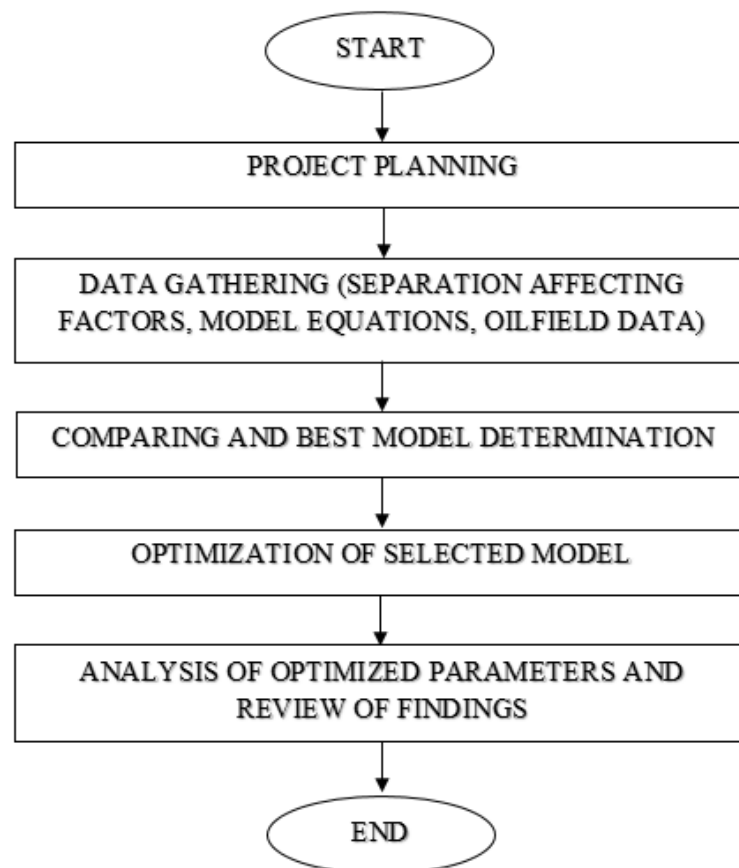 START
PROJECT PLANNING
DATA GATHERING (SEPARATION AFFECTING
FACTORS, MODEL EQUATIONS, OILFIELD DATA)
COMPARING AND BEST MODEL DETERMINATION
OPTIMIZATION OF SELECTED MODEL
ANALYSIS OF OPTIMIZED PARAMETERS AND
REVIEW OF FINDINGS
END